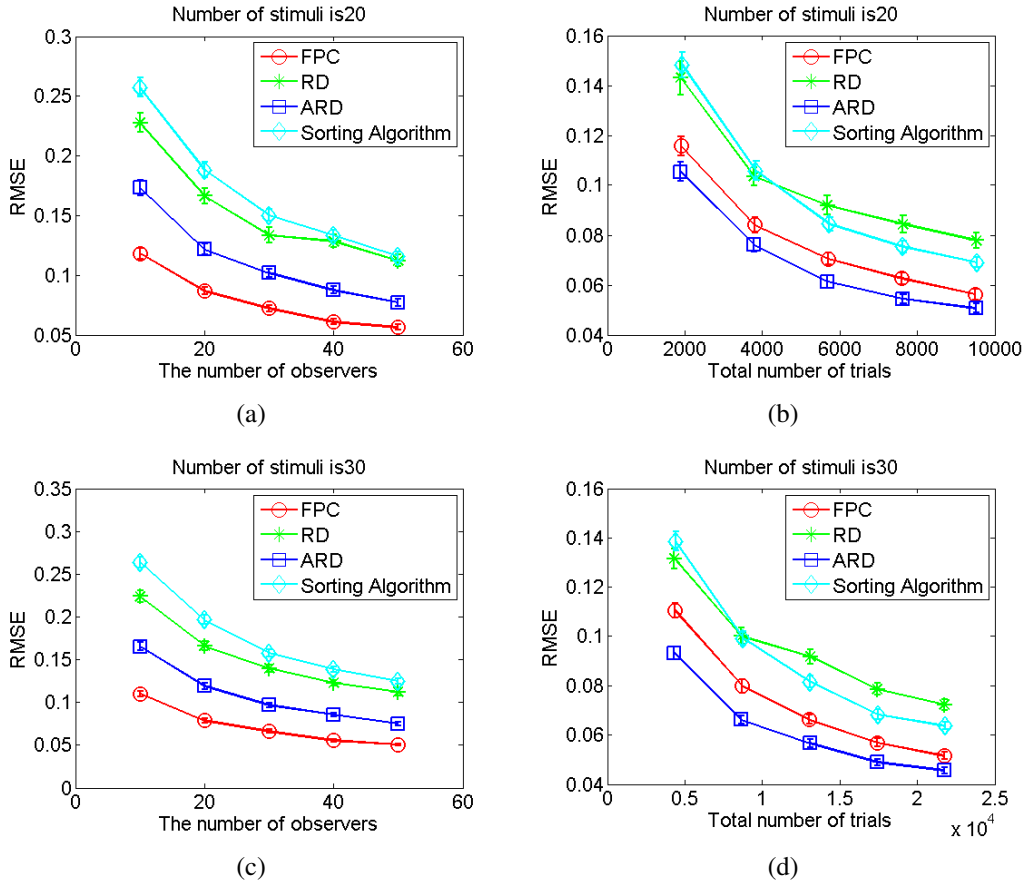 Number of stimuli is20
0.3
0.25
0.2
0.15
0.1
0.05
RMSE
FPC
RD
ARD
Sorting Algorithm
0 20 40 60
The number of observers
(a)
Number of stimuli is20
0.16
0.14
0.12
0.1
0.08
0.06
0.04
RMSE
FPC
RD
ARD
Sorting Algorithm
0 2000 4000 6000 8000 10000
Total number of trials
(b)
Number of stimuli is30
0.35
0.3
0.25
0.2
0.15
0.1
0.05
0
RMSE
FPC
RD
ARD
Sorting Algorithm
0 20 40 60
The number of observers
(c)
Number of stimuli is30
0.16
0.14
0.12
0.1
0.08
0.06
0.04
RMSE
FPC
RD
ARD
Sorting Algorithm
0 0.5 1 1.5 2 2.5
Total number of trials
x 10^4
(d)